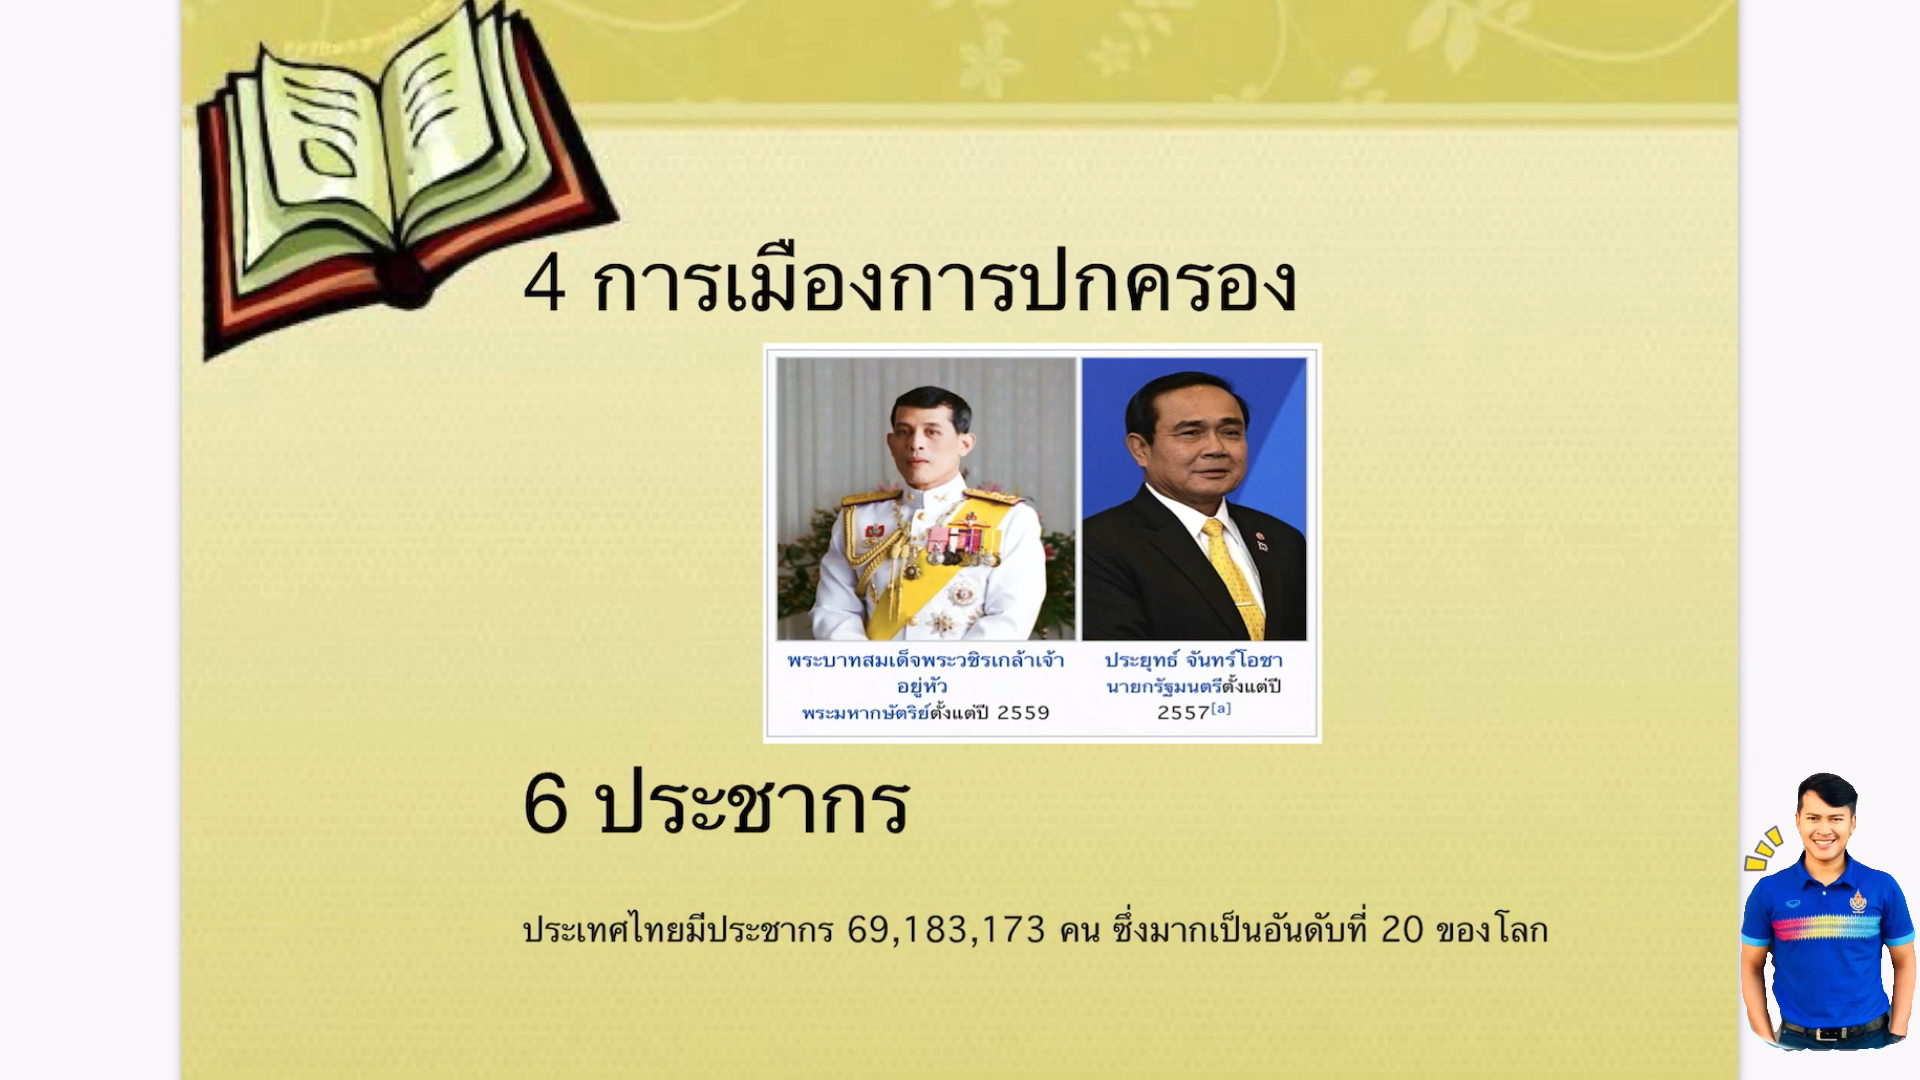 4 การเมืองการปกครอง
พระบาทสมเด็จพระวชิรเกล้าเจ้า
อยู่หัว
พระมหากษัตริย์ตั้งแต่ปี 2559
ประยุทธ์ จันทร์โอชา
นายกรัฐมนตรีตั้งแต่ปี
2557[a]
6 ประชากร
ประเทศไทยมีประชากร 69,183,173 คน ซึ่งมากเป็นอันดับที่ 20 ของโลก